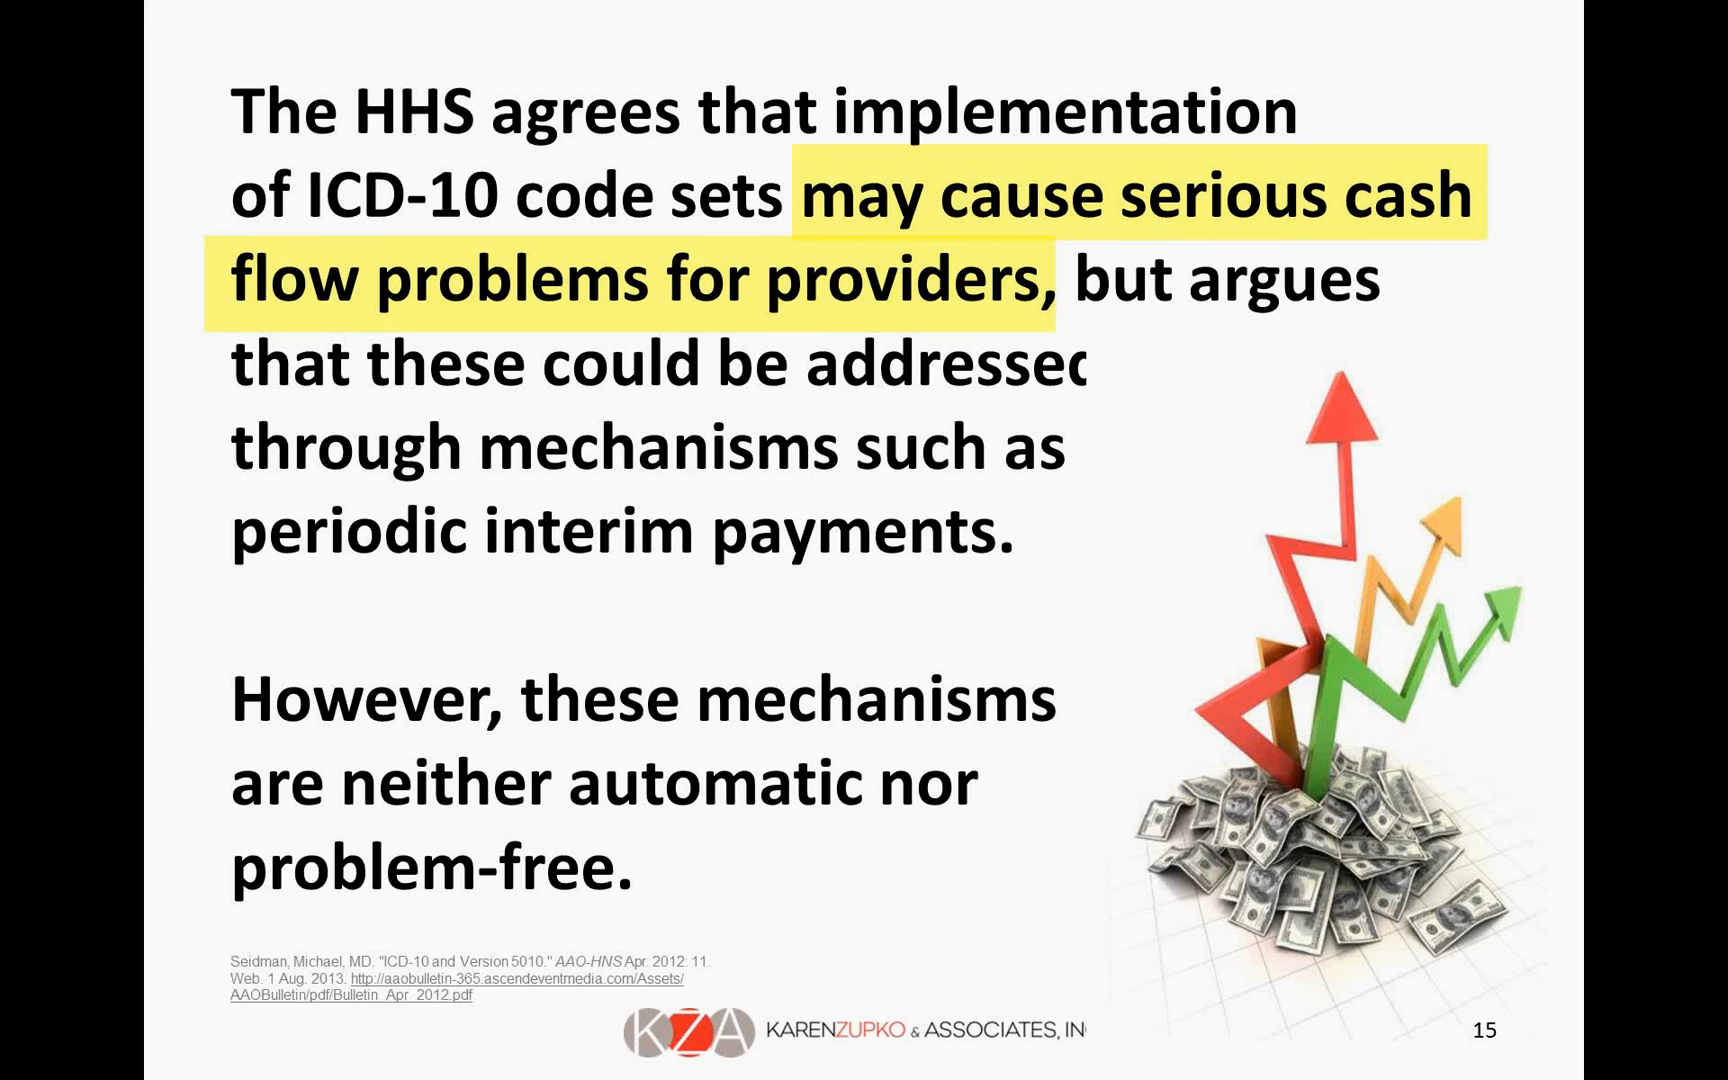 The HHS agrees that implementation
of ICD-10 code sets may cause serious cash
flow problems for providers, but argues
that these could be addressed
through mechanisms such as
periodic interim payments.
However, these mechanisms
are neither automatic nor
problem-free.
Seidman, Michael, MD. "ICD-10 and Version 5010." AAO-HNS Apr. 2012: 11.
Web. 1 Aug. 2013. http://aaobulletin-365.ascendeventmedia.com/Assets/
AAOBulletin/pdf/Bulletin_Apr_2012.pdf
KZA KARENZUPKO & ASSOCIATES, IN
15